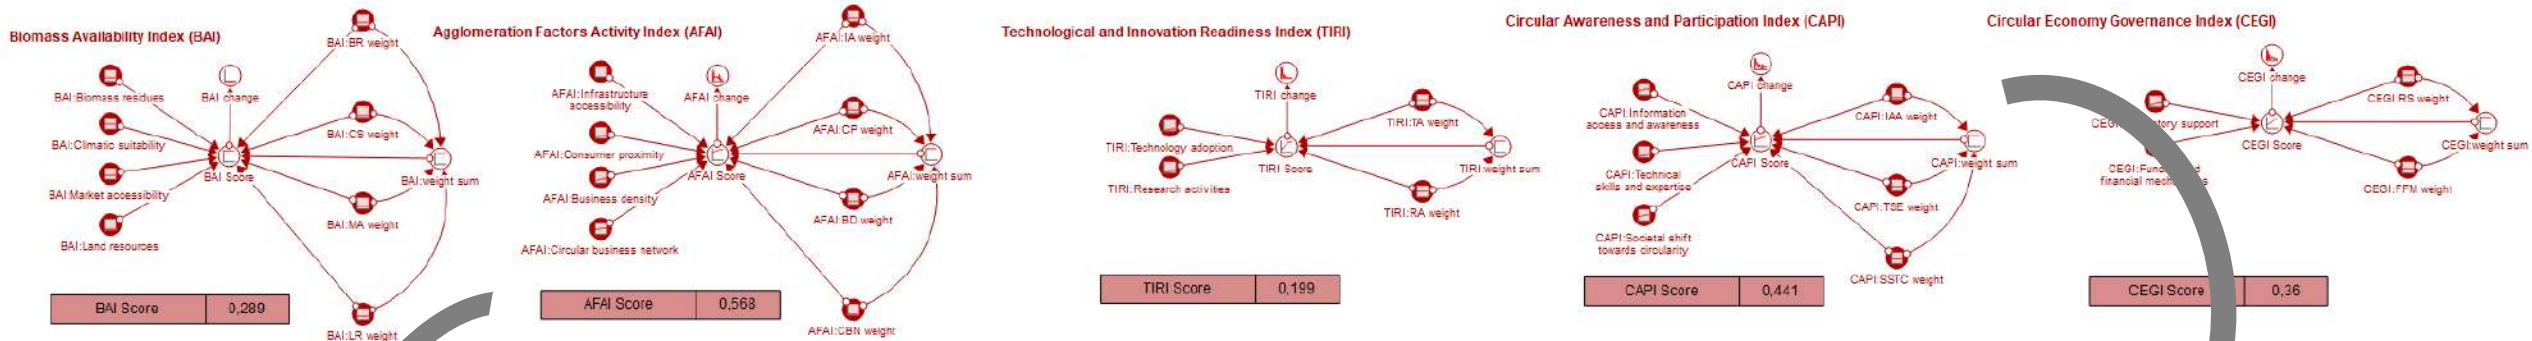 Biomass Availability Index (BAI)
BAI:BR weight
BAI:Biomass residues
BAI change
BAI:Climatic suitability
BAI:CS weight
BAI:Market accessibility
BAI Score
BAI:weight sum
BAI:MA weight
BAI:Land resources
BAI Score 0,289
BAI:LR weight
Agglomeration Factors Activity Index (AFAI)
AFAI:IA weight
AFAI:Infrastructure
accessibility
AFAI change
AFAI:CP weight
AFAI:Consumer proximity
AFAI Score
AFAI:weight sum
AFAI:Business density
AFAI:BD weight
AFAI:Circular business network
AFAI Score 0,568
AFAI:CBN weight
Technological and Innovation Readiness Index (TIRI)
TIRI change
TIRI:TA weight
TIRI:Technology adoption
TIRI Score
TIRI:weight sum
TIRI:Research activities
TIRI:RA weight
TIRI Score 0,199
Circular Awareness and Participation Index (CAPI)
CAPI change
CAPI:Information
access and awareness
CAPI:IAA weight
CAPI Score
CAPI:weight sum
CAPI:Technical
skills and expertise
CAPI:TSE weight
CAPI:Societal shift
towards circularity
CAPI:SSTC weight
CAPI Score 0,441
Circular Economy Governance Index (CEGI)
CEGI change
CEGI:RS weight
support
CEGI Score
CEGI:weight sum
financial
CEGI:FFM weight
CEGI Score 0,36